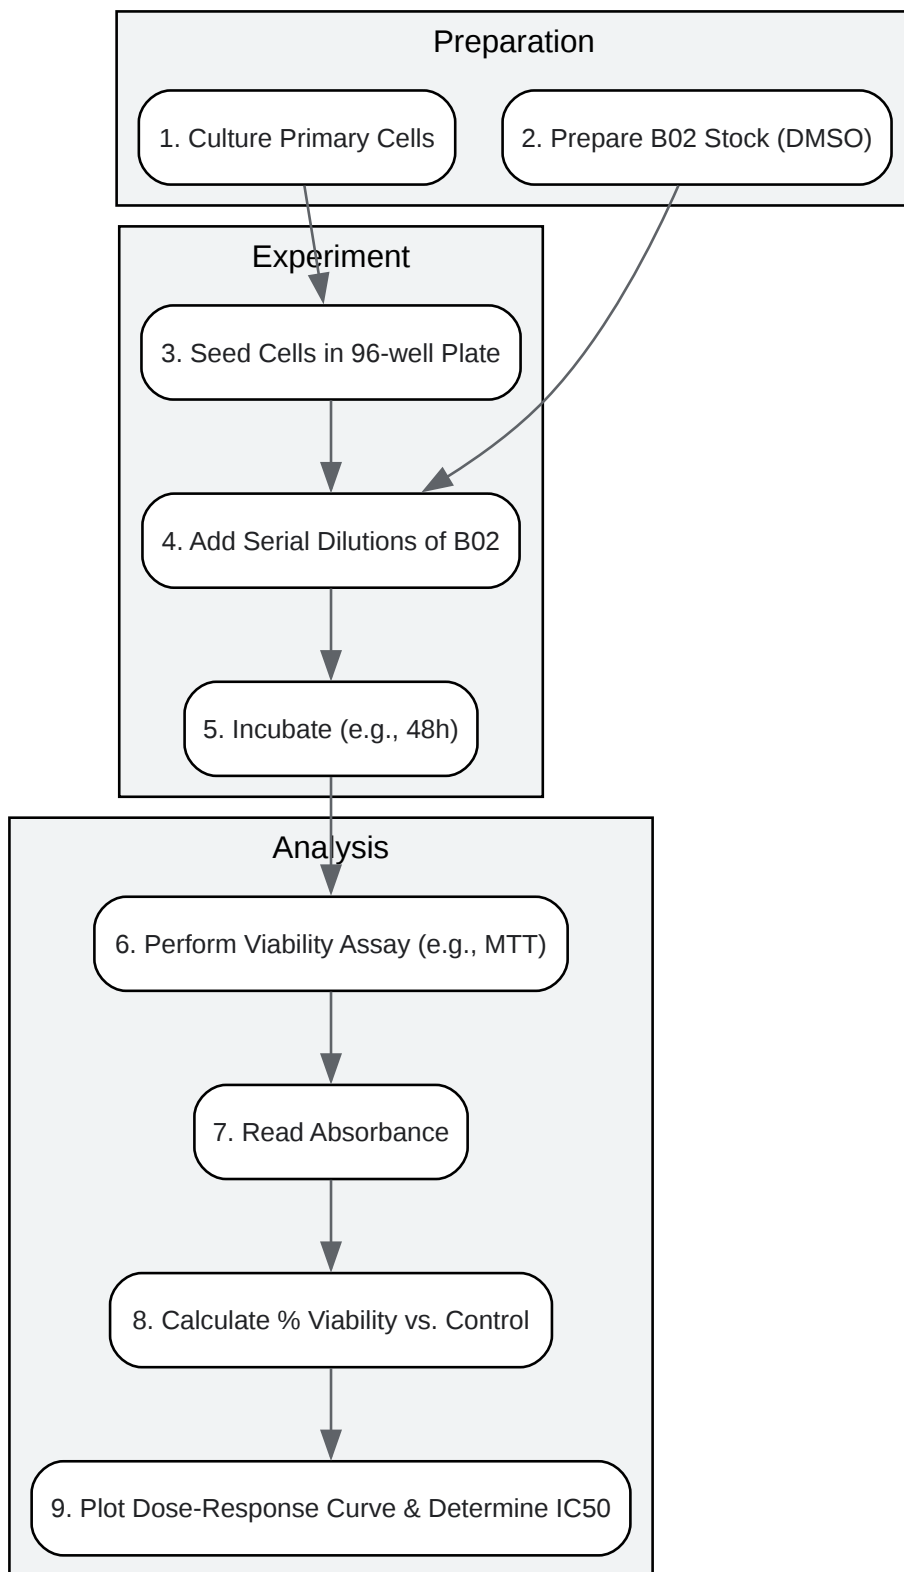 Preparation
1. Culture Primary Cells
2. Prepare B02 Stock (DMSO)
Experiment
3. Seed Cells in 96-well Plate
4. Add Serial Dilutions of B02
5. Incubate (e.g., 48h)
Analysis
6. Perform Viability Assay (e.g., MTT)
7. Read Absorbance
8. Calculate % Viability vs. Control
9. Plot Dose-Response Curve & Determine IC50